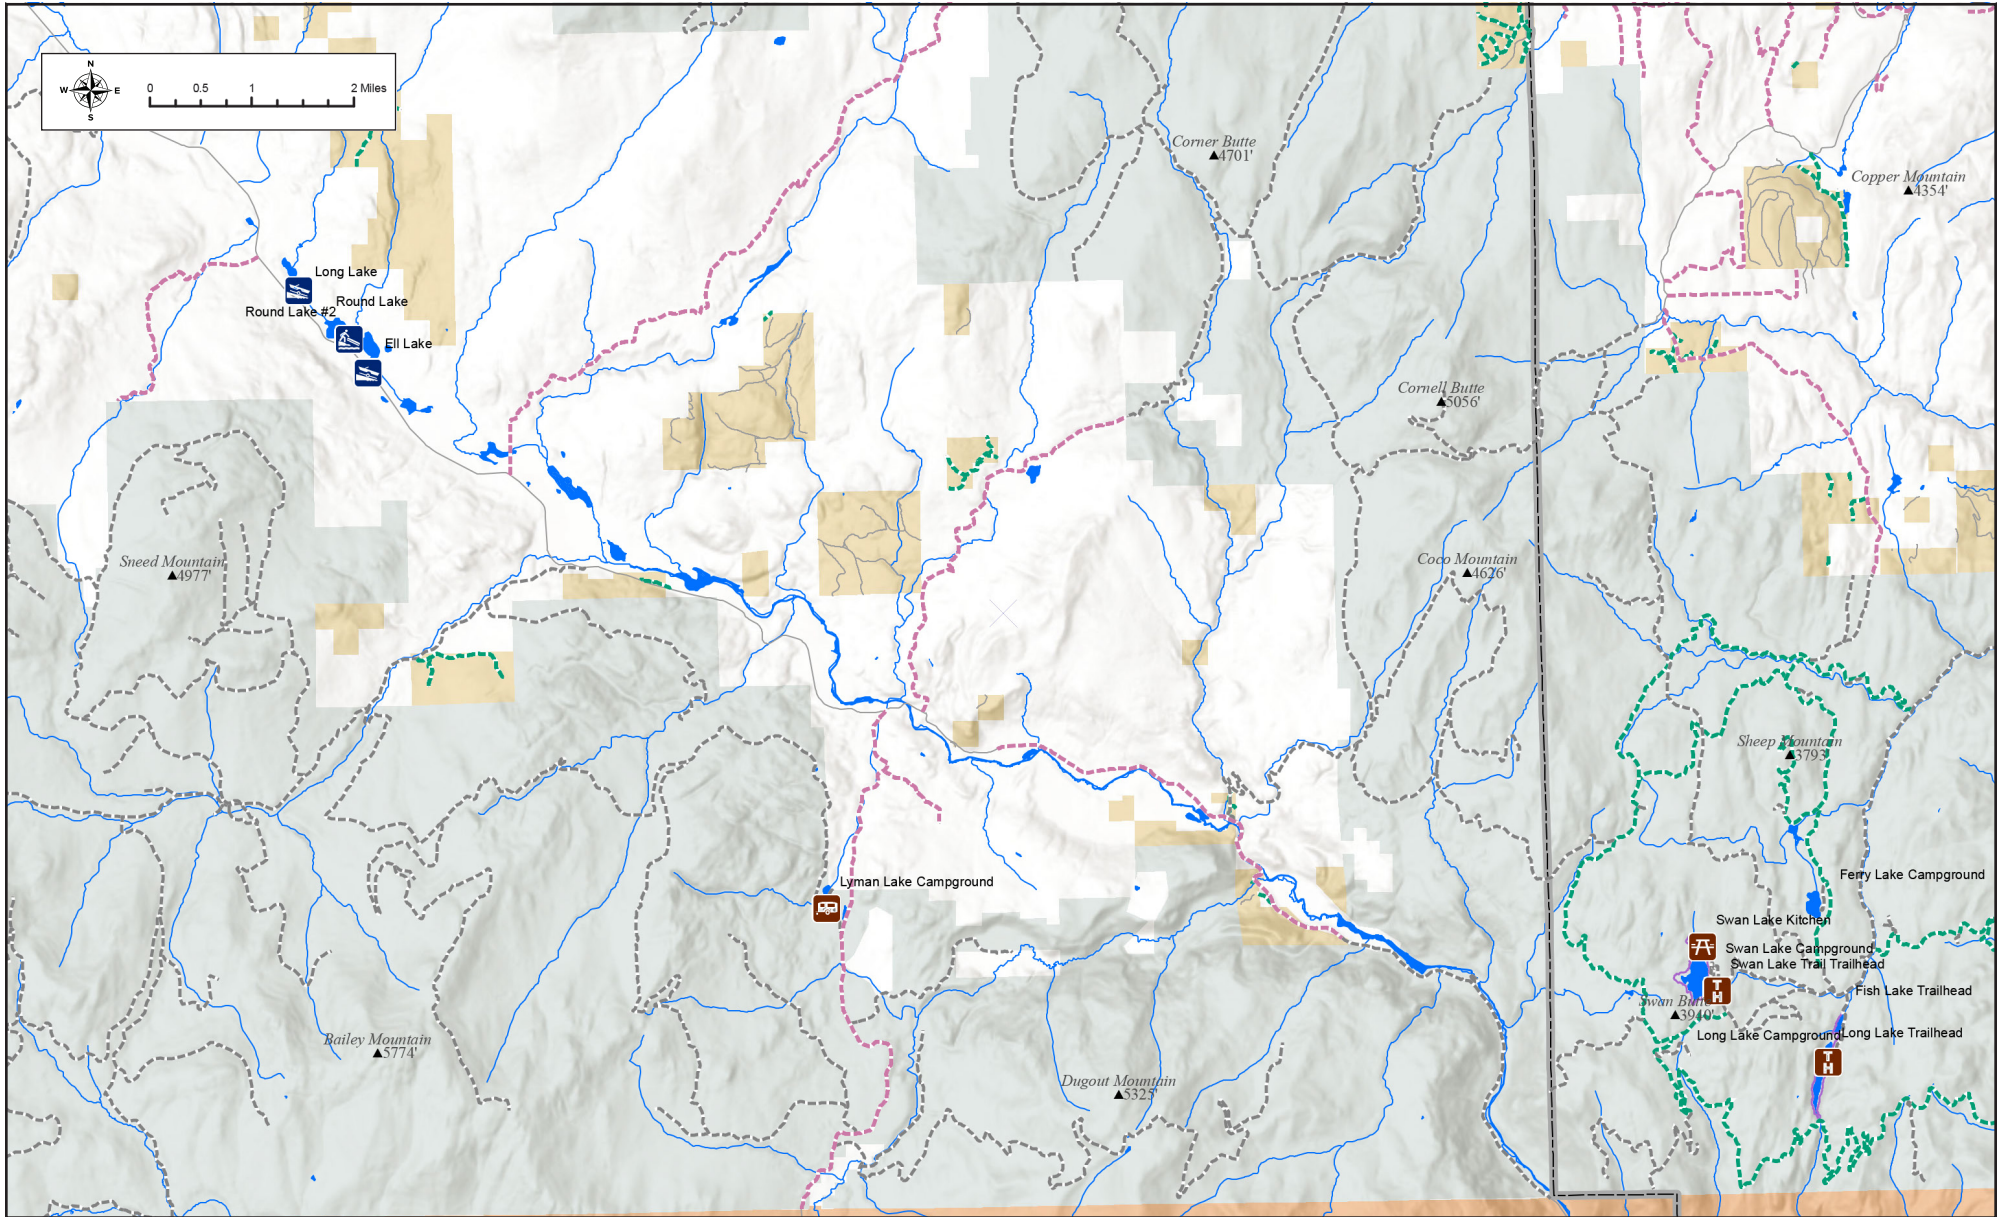 N
W E
S
0 0.5 1 2 Miles
Corner Butte
4701'
Copper Mountain
4354'
Long Lake
Round Lake
Round Lake #2
Ell Lake
Cornell Butte
5056'
Sneed Mountain
4977'
Coco Mountain
4626'
Sheep Mountain
3793'
Lyman Lake Campground
Ferry Lake Campground
Swan Lake Kitchen
Swan Lake Campground
Swan Lake Trail Trailhead
Fish Lake Trailhead
T
H
Swan Butte
3940'
Long Lake Campground
Long Lake Trailhead
T
H
Bailey Mountain
5774'
Dugout Mountain
5325'